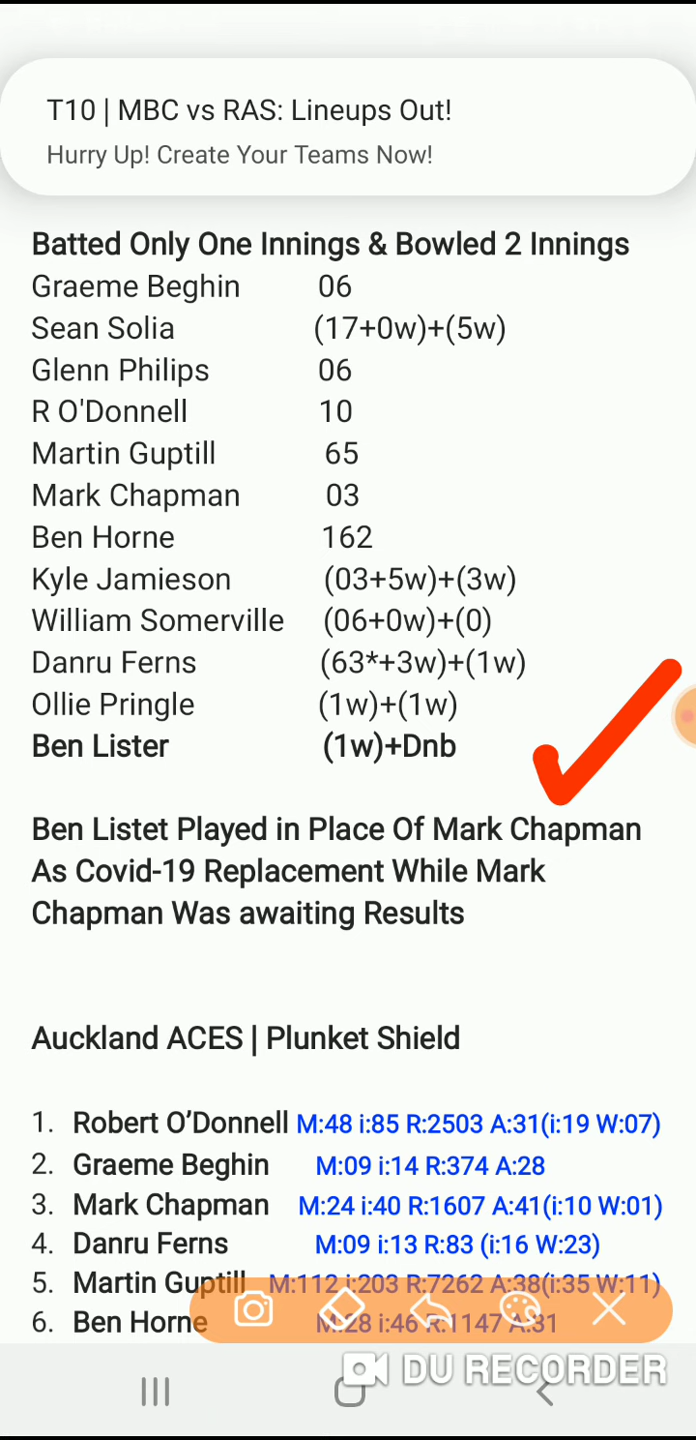 T10 | MBC vs RAS: Lineups Out!
Hurry Up! Create Your Teams Now!
Batted Only One Innings & Bowled 2 Innings
Graeme Beghin 06
Sean Solia (17+0w)+(5w)
Glenn Philips 06
R O'Donnell 10
Martin Guptill 65
Mark Chapman 03
Ben Horne 162
Kyle Jamieson (03+5w)+(3w)
William Somerville (06+0w)+(0)
Danru Ferns (63*+3w)+(1w)
Ollie Pringle (1w)+(1w)
Ben Lister (1w)+Dnb
Ben Listet Played in Place Of Mark Chapman
As Covid-19 Replacement While Mark
Chapman Was awaiting Results
Auckland ACES | Plunket Shield
1. Robert O’Donnell M:48 i:85 R:2503 A:31(i:19 W:07)
2. Graeme Beghin M:09 i:14 R:374 A:28
3. Mark Chapman M:24 i:40 R:1607 A:41(i:10 W:01)
4. Danru Ferns M:09 i:13 R:83 (i:16 W:23)
5. Martin Guptill M:112 i:203 R:7262 A:38(i:35 W:11)
6. Ben Horne M:28 i:46 R:1147 A:31
DU RECORDER